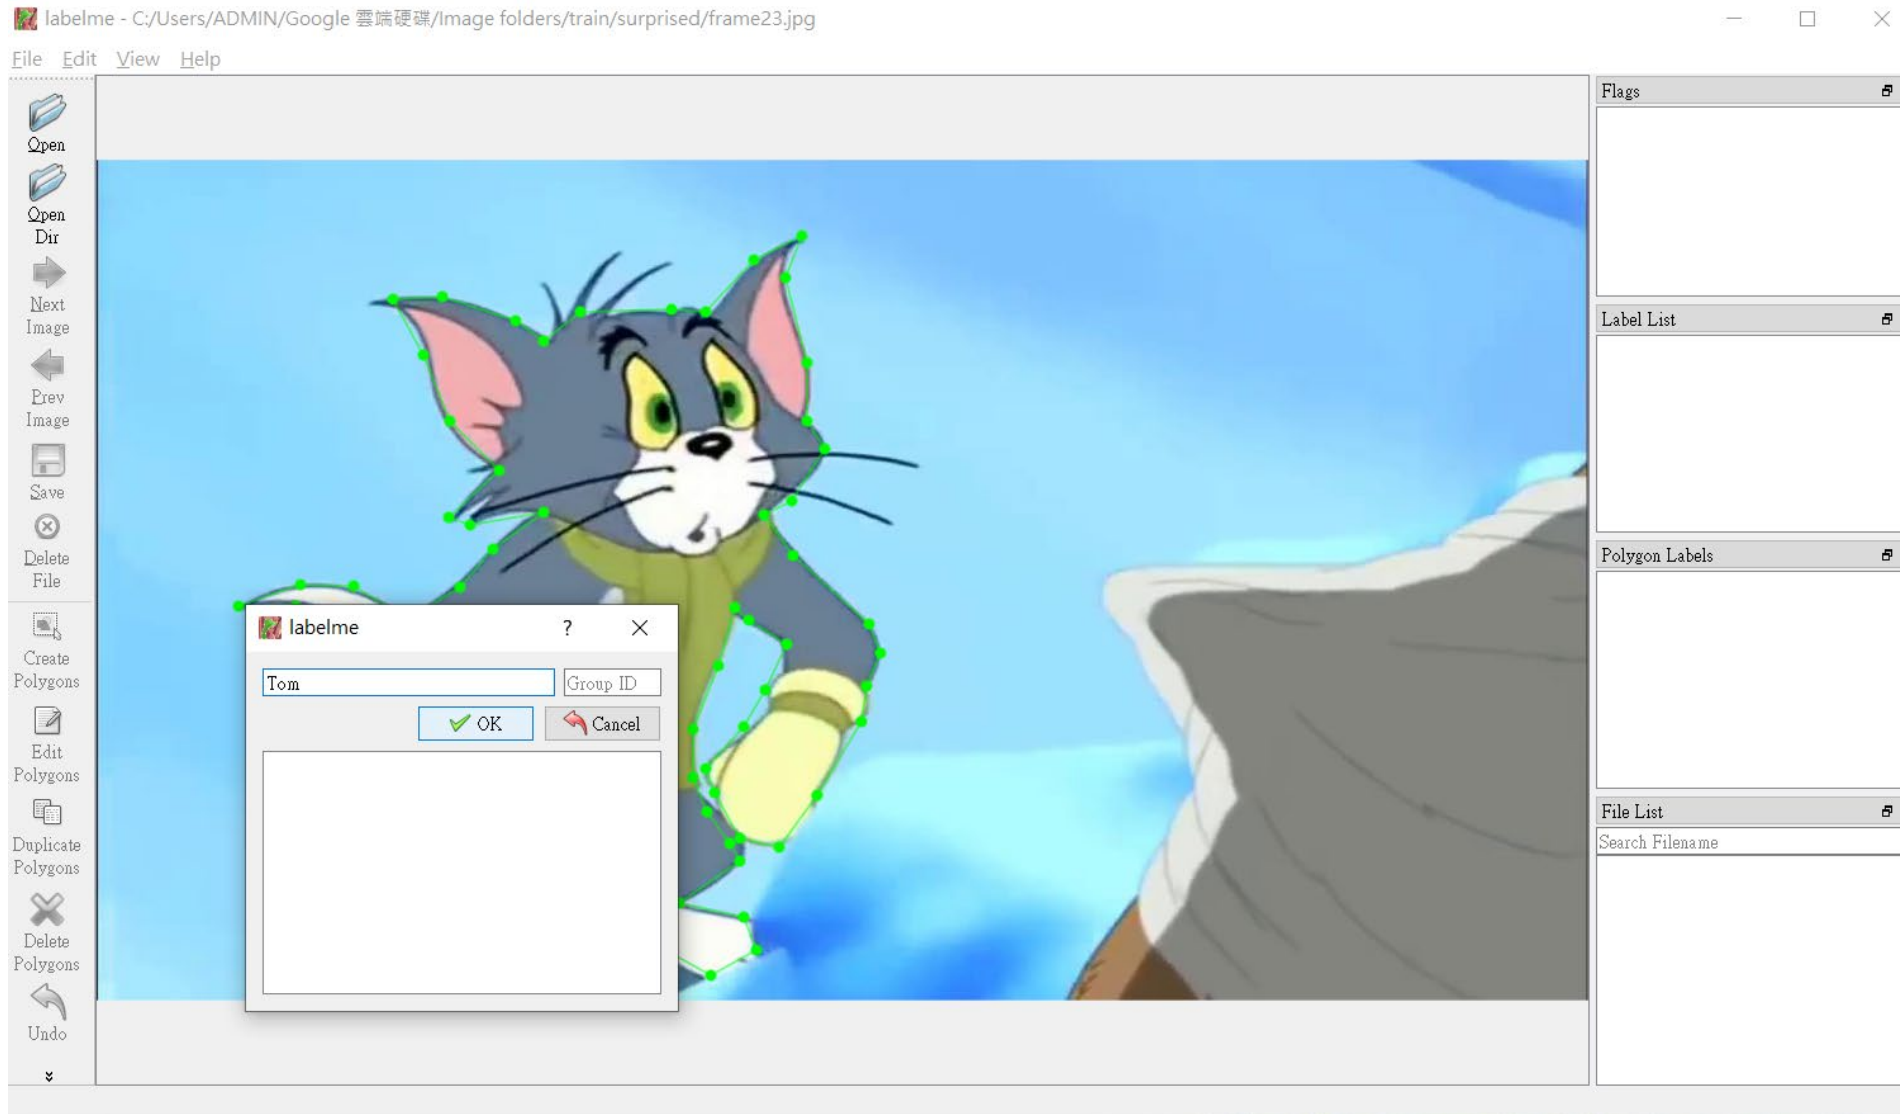 labelme - C:/Users/ADMIN/Google 雲端硬碟/Image folders/train/surprised/frame23.jpg
File Edit View Help
Open
Open
Dir
Next
Image
Prev
Image
Save
Delete
File
Create
Polygons
Edit
Polygons
Duplicate
Polygons
Delete
Polygons
Undo
labelme ?
Tom Group ID
OK Cancel
Flags
Label List
Polygon Labels
File List
Search Filename